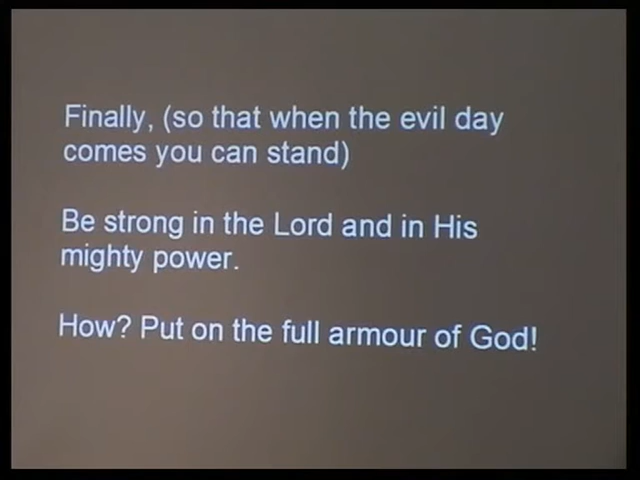 Finally, (so that when the evil day
comes you can stand)
Be strong in the Lord and in His
mighty power.
How? Put on the full armour of God!